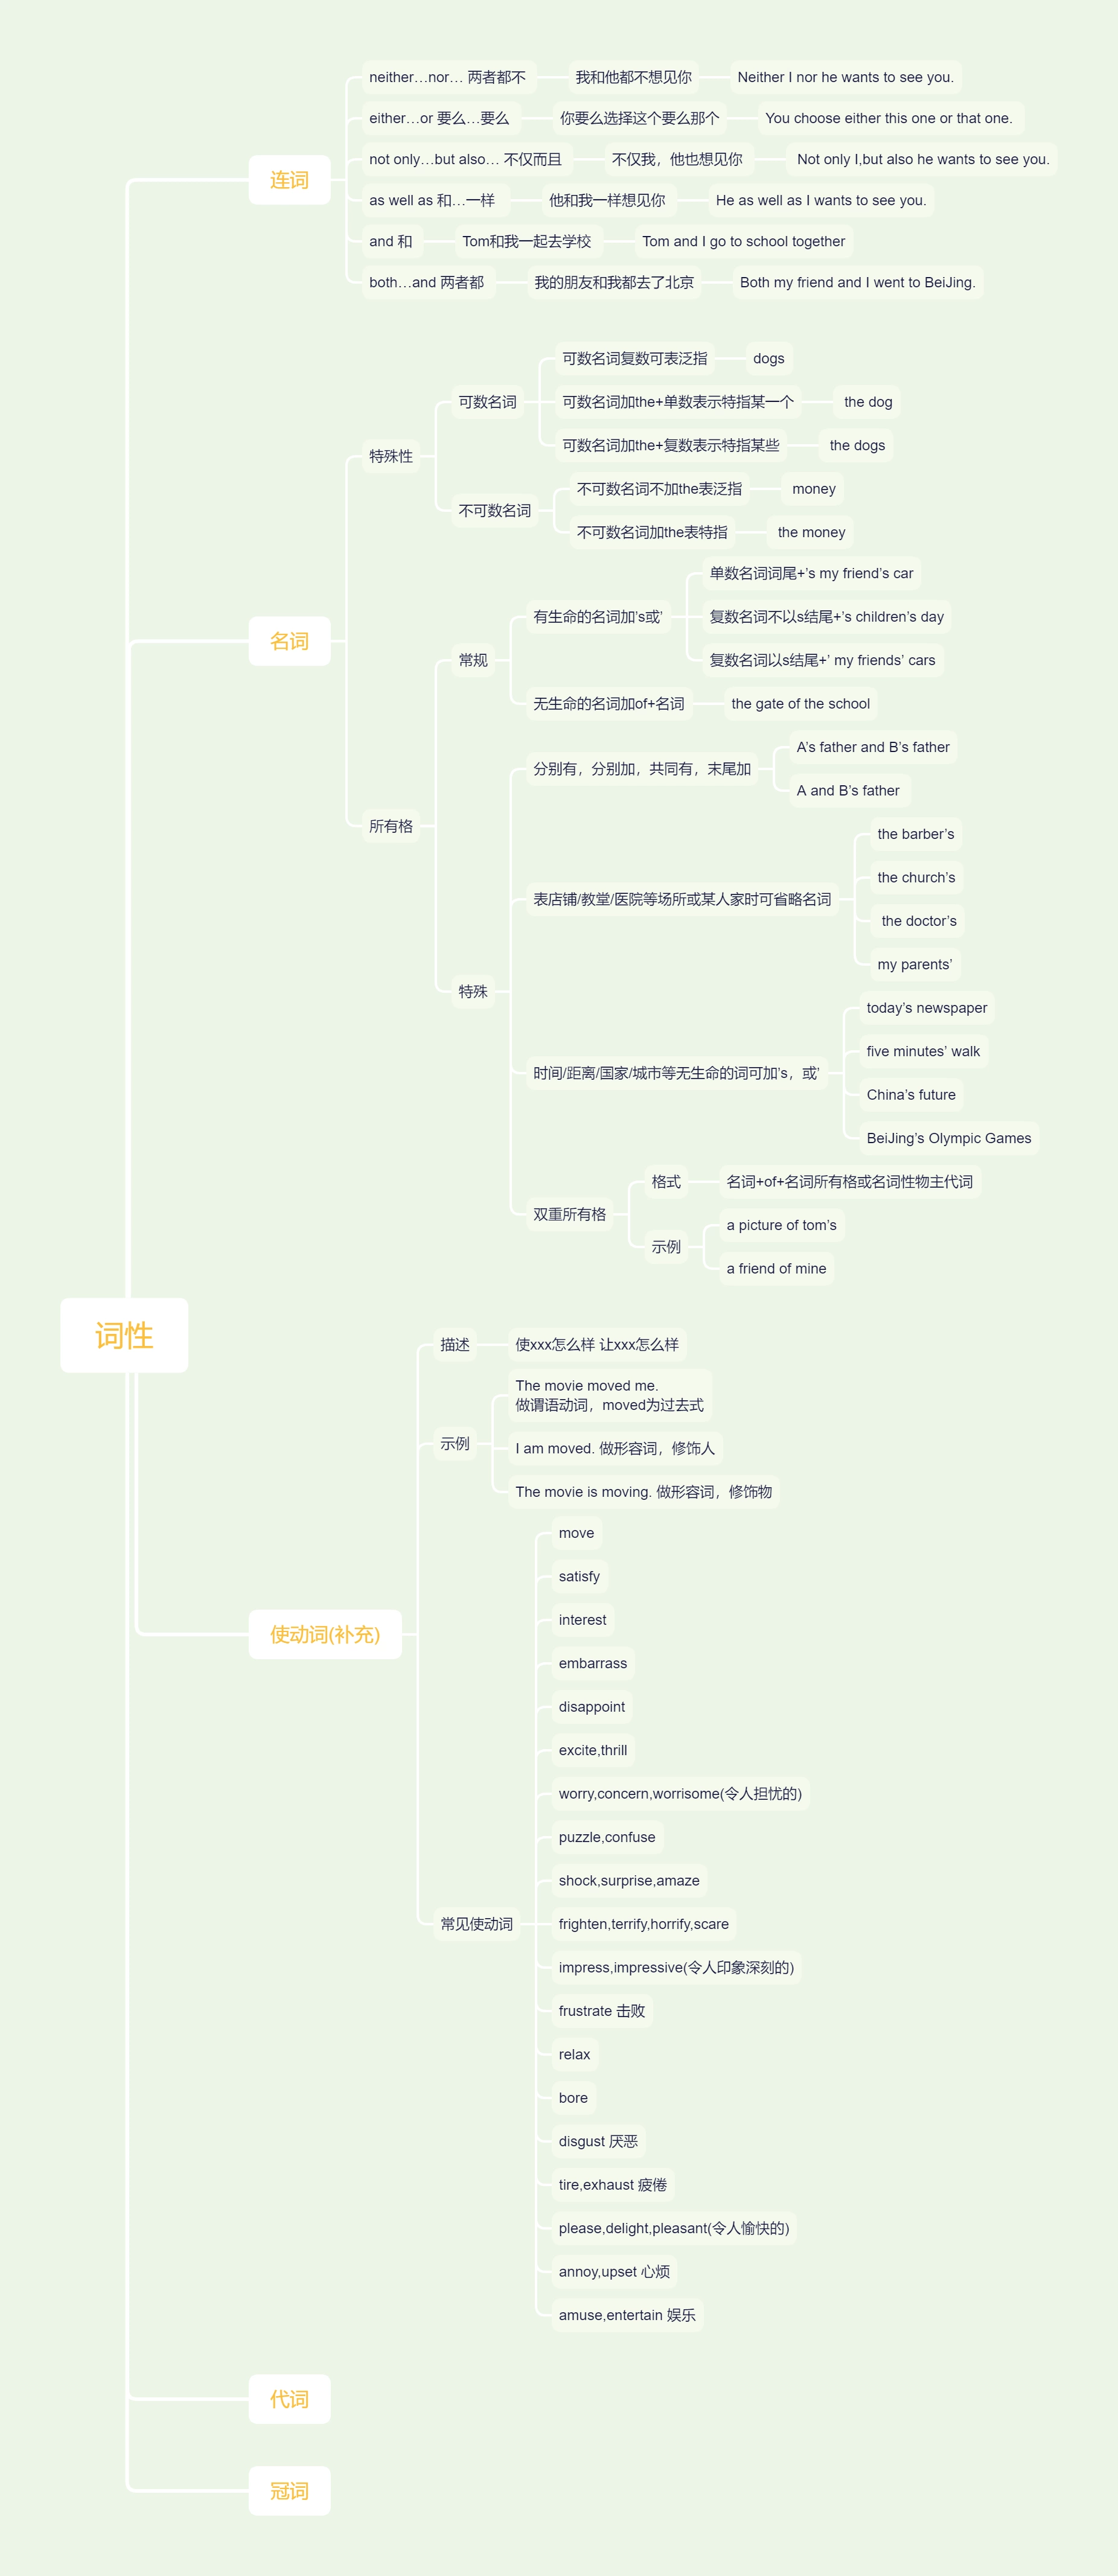 词性
连词
neither…nor… 两者都不
我和他都不想见你
Neither I nor he wants to see you.
either…or 要么…要么
你要么选择这个要么那个
You choose either this one or that one.
not only…but also… 不仅而且
不仅我，他也想见你
Not only I,but also he wants to see you.
as well as 和…一样
他和我一样想见你
He as well as I wants to see you.
and 和
Tom和我一起去学校
Tom and I go to school together
both…and 两者都
我的朋友和我都去了北京
Both my friend and I went to BeiJing.
名词
特殊性
可数名词
可数名词复数可表泛指
dogs
可数名词加the+单数表示特指某一个
the dog
可数名词加the+复数表示特指某些
the dogs
不可数名词
不可数名词不加the表泛指
money
不可数名词加the表特指
the money
所有格
常规
有生命的名词加’s或’
单数名词词尾+’s my friend’s car
复数名词不以s结尾+’s children’s day
复数名词以s结尾+’ my friends’ cars
无生命的名词加of+名词
the gate of the school
特殊
分别有，分别加，共同有，末尾加
A’s father and B’s father
A and B’s father
表店铺/教堂/医院等场所或某人家时可省略名词
the barber’s
the church’s
the doctor’s
my parents’
时间/距离/国家/城市等无生命的词可加’s，或’
today’s newspaper
five minutes’ walk
China’s future
BeiJing’s Olympic Games
双重所有格
格式
名词+of+名词所有格或名词性物主代词
示例
a picture of tom’s
a friend of mine
使动词(补充)
描述
使xxx怎么样 让xxx怎么样
示例
The movie moved me.
做谓语动词，moved为过去式
I am moved. 做形容词，修饰人
The movie is moving. 做形容词，修饰物
常见使动词
move
satisfy
interest
embarrass
disappoint
excite,thrill
worry,concern,worrisome(令人担忧的)
puzzle,confuse
shock,surprise,amaze
frighten,terrify,horrify,scare
impress,impressive(令人印象深刻的)
frustrate 击败
relax
bore
disgust 厌恶
tire,exhaust 疲倦
please,delight,pleasant(令人愉快的)
annoy,upset 心烦
amuse,entertain 娱乐
代词
冠词